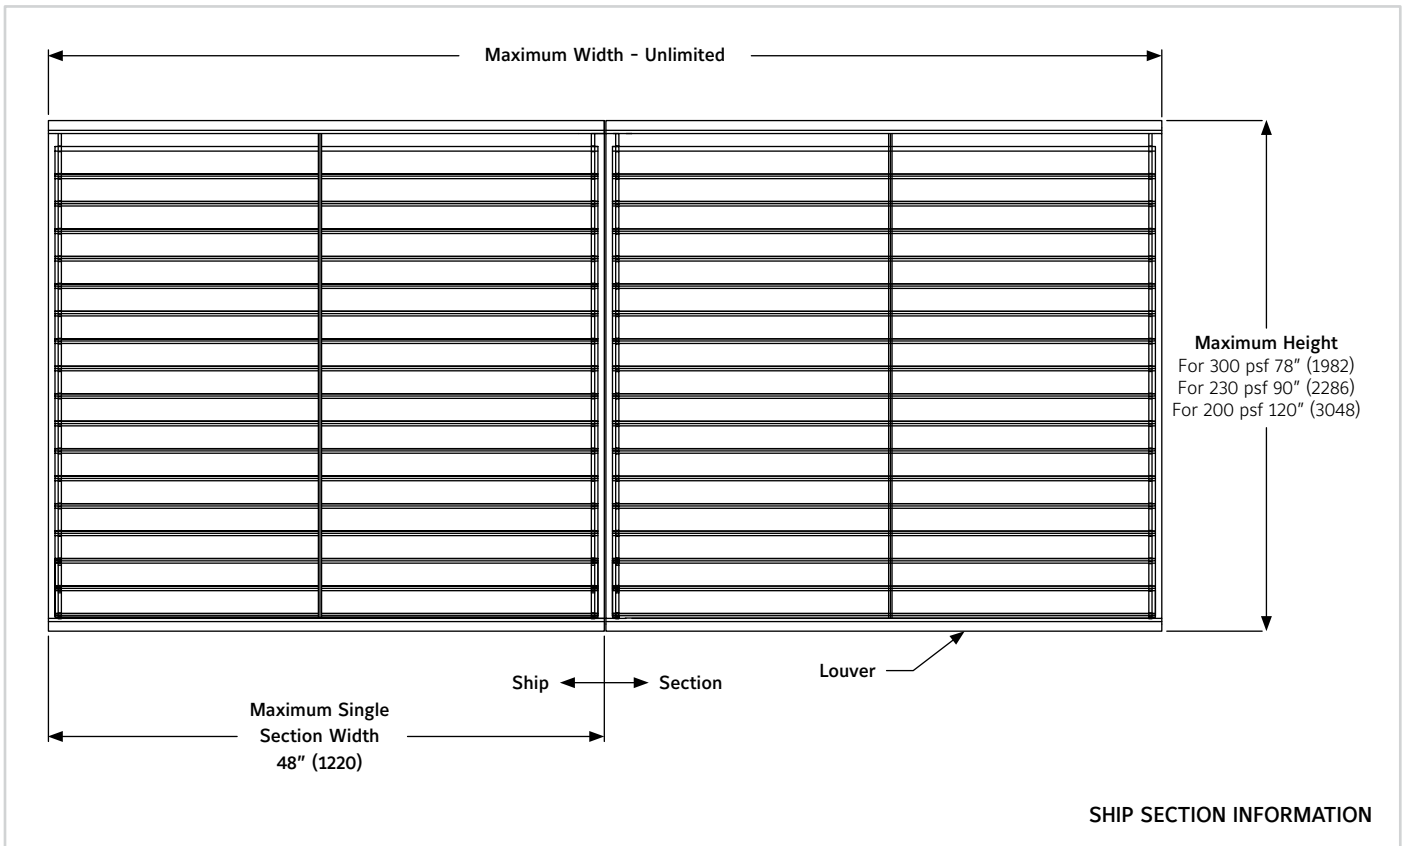 Maximum Width - Unlimited
Maximum Height
For 300 psf 78" (1982)
For 230 psf 90" (2286)
For 200 psf 120" (3048)
Louver
Ship
Section
Maximum Single
Section Width
48" (1220)
SHIP SECTION INFORMATION